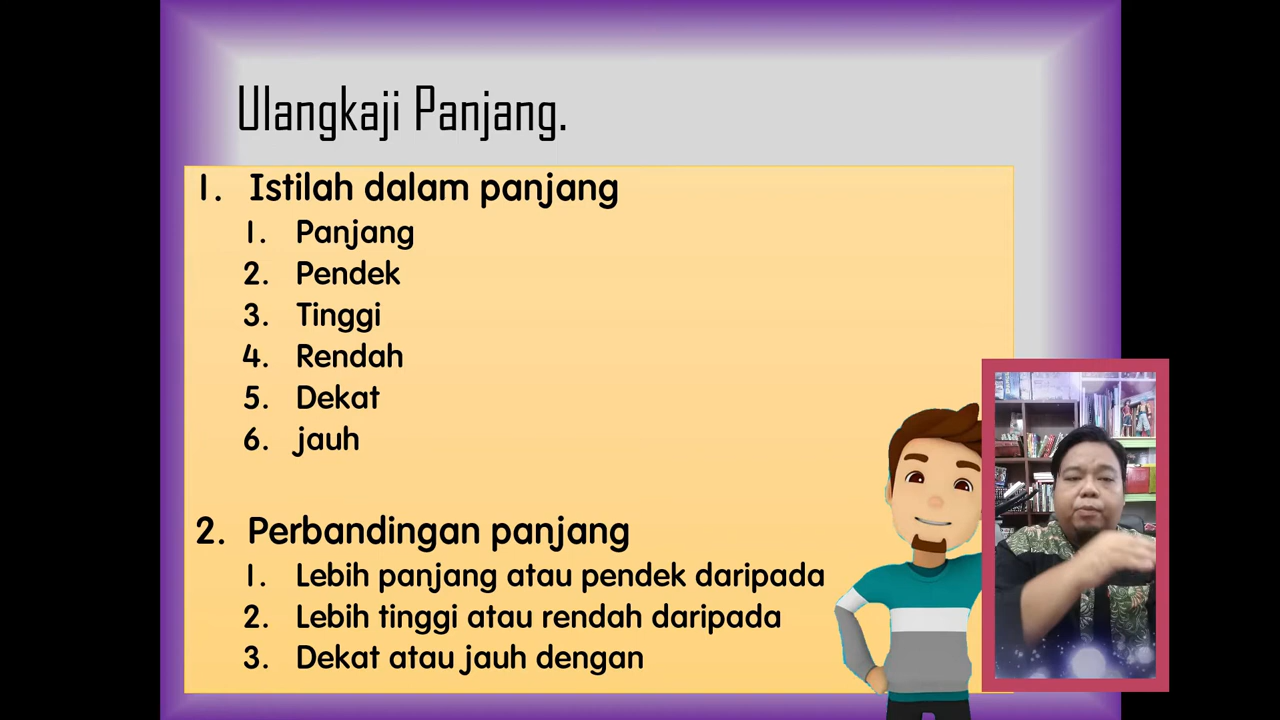 Ulangkaji Panjang.
1. Istilah dalam panjang
1. Panjang
2. Pendek
3. Tinggi
4. Rendah
5. Dekat
6. jauh
2. Perbandingan panjang
1. Lebih panjang atau pendek daripada
2. Lebih tinggi atau rendah daripada
3. Dekat atau jauh dengan